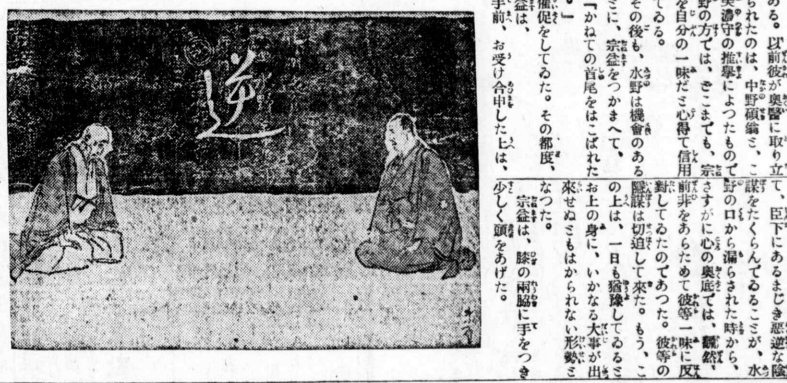 ある。以前彼が奥醫に取り立
られたのは、中野碩翁と、こ
美濃守の推擧によつたもので
野の方では、どこまでも、宗
を自分の一味だと心得て信用
てゐる。
その後も、水野は機會のある
とに、宗益をつかまへて、
『かねての首尾をはこばれた
。』
催促をしてゐた。その都度、
宗益は、
手前、お受け合申した上は、
て、臣下にあるまじき悪逆な陰
謀をたくらんでゐることが、水
野の口から漏らされた時から、
さすがに心の奥底では、飜然、
前非をあらためて彼等一味に反
對してゐたのであつた。彼等の
隱謀は切迫して來た。もう、こ
の上は、一日も猶豫してゐると
お上の身に、いかなる大事が出
來せぬともはかられない形勢と
なつた。
宗益は、膝の兩脇に手をつき
少しく頭をあげた。
逆